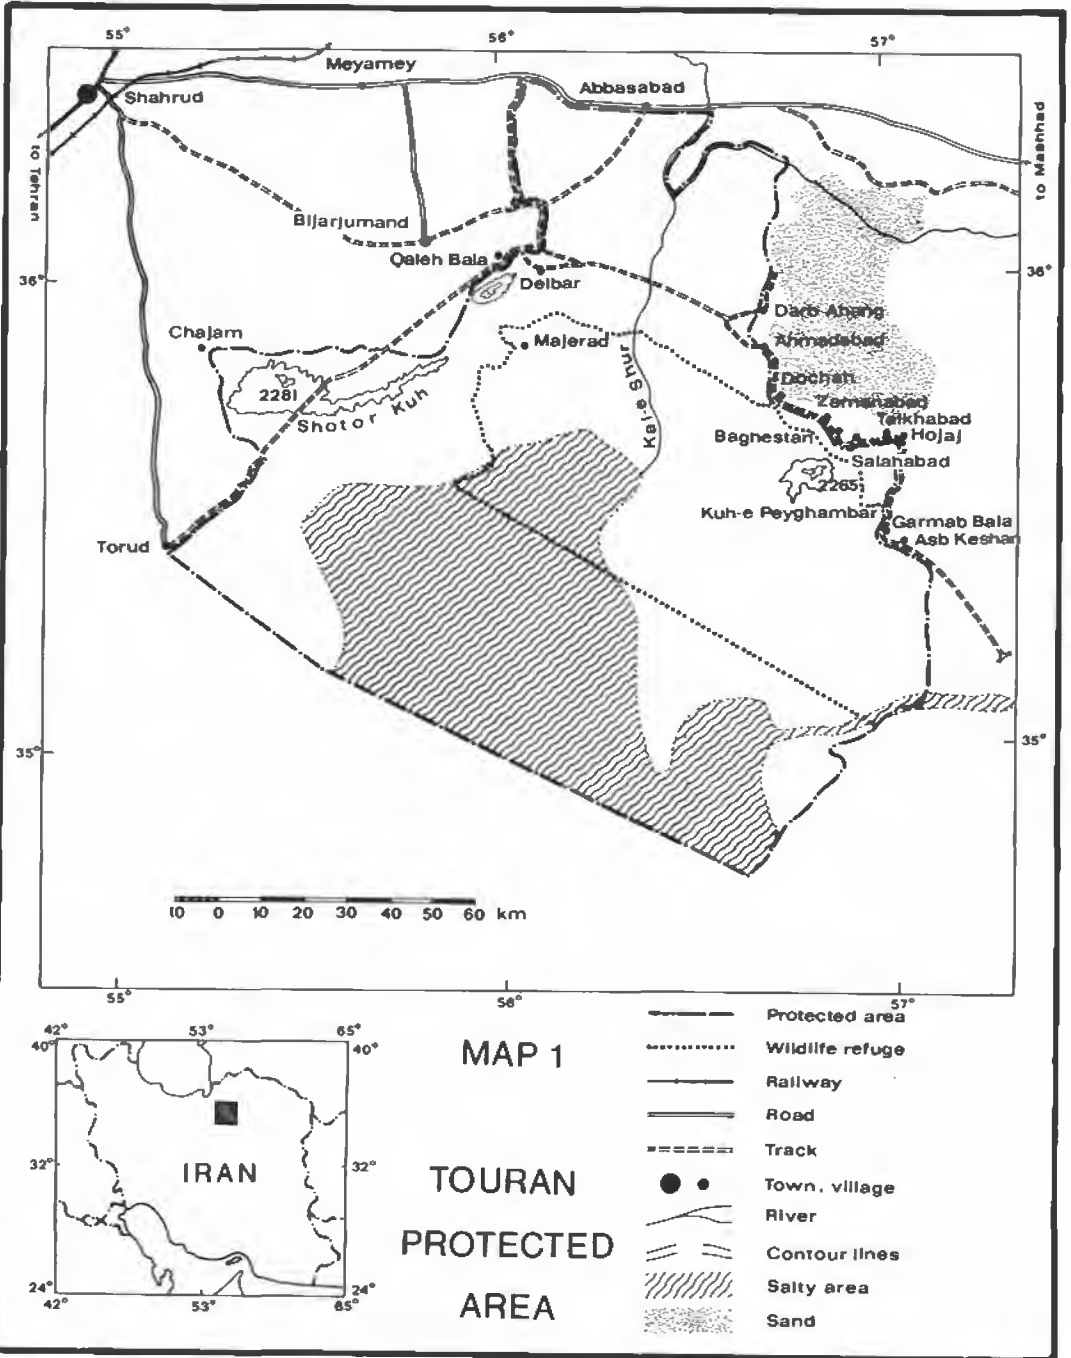 55°
56°
57°
Meyamey
Shahrud
Abbasabad
to Tehran
to Mashhad
Bijarjumand
Qaleh Bala
36°
36°
Delbar
Darb Ahang
Chajam
Majerad
Ahmadabad
2281
Dochah
Shotor Kuh
Kal-e Shur
Zamanabad
Talkhabad
Baghestan
Hojaj
Salahabad
2265
Kuh-e Peyghambar
Garmab Bala
Torud
Asb Keshan
35°
35°
10 0 10 20 30 40 50 60 km
55°
56°
57°
42° 53° 65°
40° 40°
IRAN
32° 32°
24° 24°
42° 53° 65°
MAP 1
TOURAN
PROTECTED
AREA
Protected area
Wildlife refuge
Railway
Road
Track
Town, village
River
Contour lines
Salty area
Sand